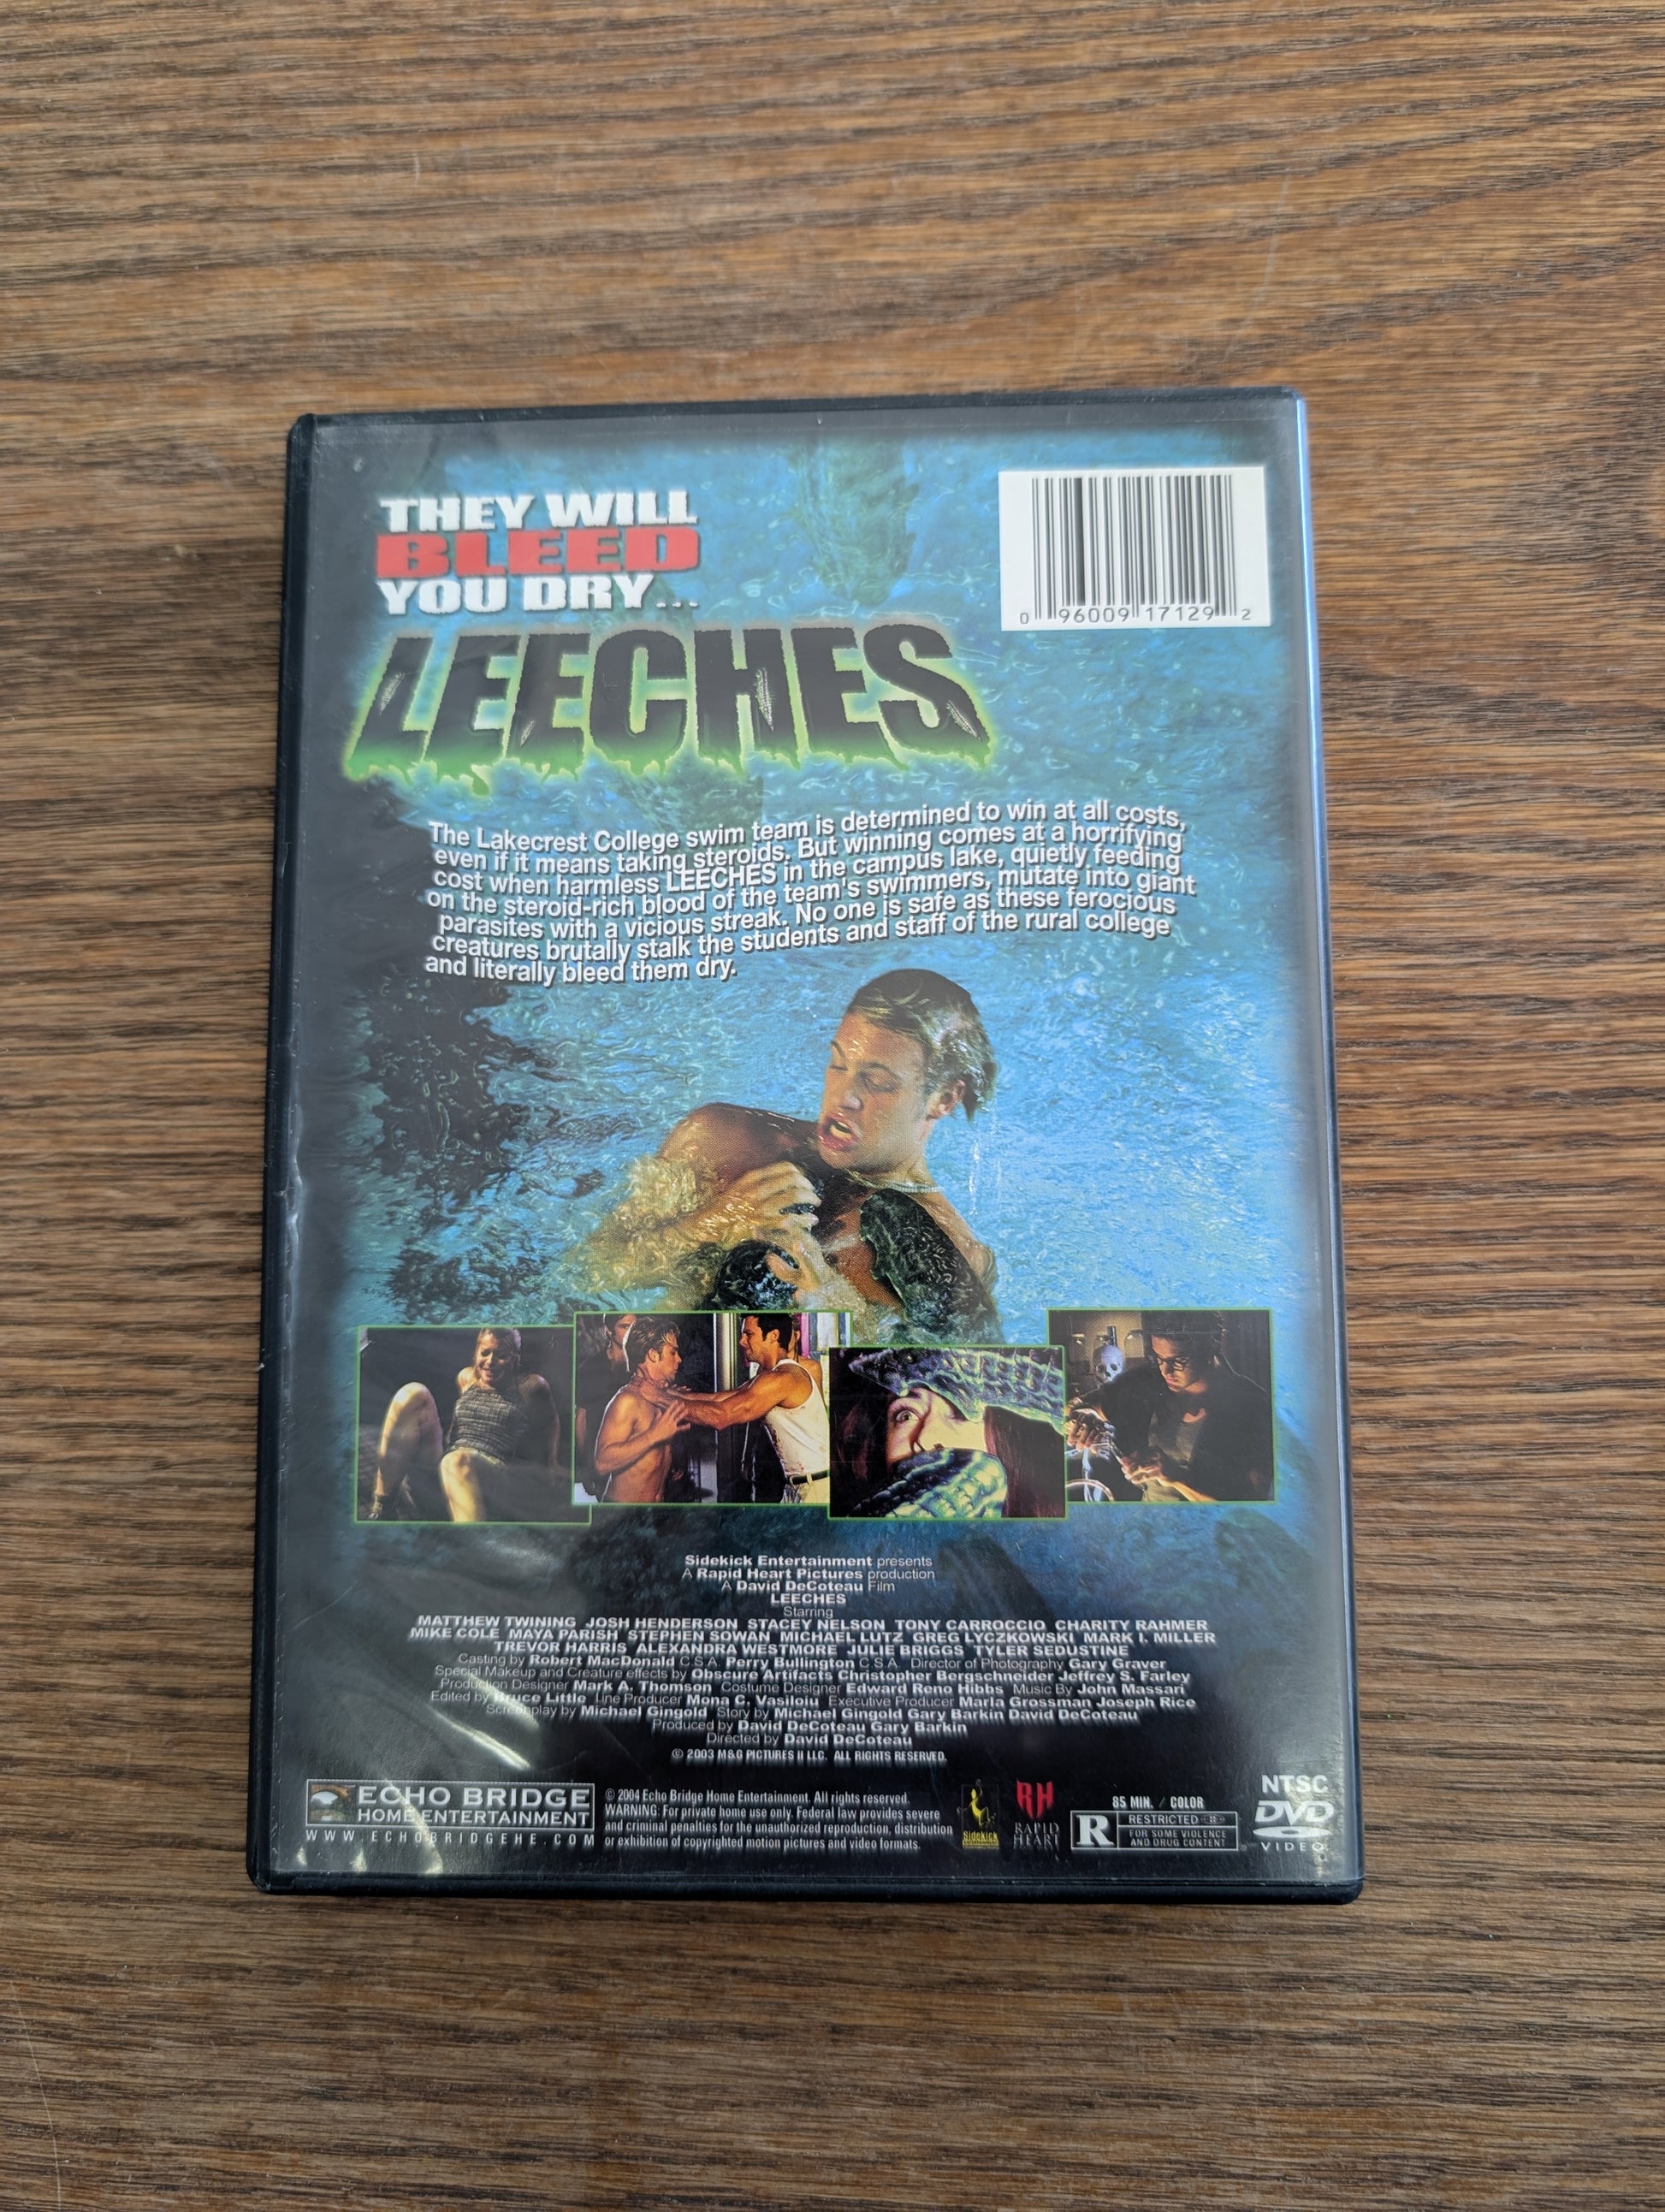 THEY WILL
BLEED
YOU DRY...
LEECHES
0 96009 17129 2
The Lakecrest College swim team is determined to win at all costs,
even if it means taking steroids. But winning comes at a horrifying
cost when harmless LEECHES in the campus lake, quietly feeding
on the steroid-rich blood of the team's swimmers, mutate into giant
parasites with a vicious streak. No one is safe as these ferocious
creatures brutally stalk the students and staff of the rural college
and literally bleed them dry.
Sidekick Entertainment presents
A Rapid Heart Pictures production
A David DeCoteau Film
LEECHES
Starring
MATTHEW TWINING JOSH HENDERSON STACEY NELSON TONY CARROCCIO CHARITY RAHMER
MIKE COLE MAYA PARISH STEPHEN SOWAN MICHAEL LUTZ GREG LYCZKOWSKI MARK I. MILLER
TREVOR HARRIS ALEXANDRA WESTMORE JULIE BRIGGS TYLER SEDUSTINE
Casting by Robert MacDonald C.S.A. Perry Bullington C.S.A. Director of Photography Gary Graver
Special Makeup and Creature effects by Obscure Artifacts Christopher Bergschneider Jeffrey S. Farley
Production Designer Mark A. Thomson Costume Designer Edward Reno Hibbs Music By John Massari
Edited by Bruce Little Line Producer Mona C. Vasiloiu Executive Producer Marla Grossman Joseph Rice
Screenplay by Michael Gingold Story by Michael Gingold Gary Barkin David DeCoteau
Produced by David DeCoteau Gary Barkin
Directed by David DeCoteau
© 2003 M&G PICTURES II LLC. ALL RIGHTS RESERVED.
ECHO BRIDGE
HOME ENTERTAINMENT
WWW.ECHOBRIDGEHE.COM
© 2004 Echo Bridge Home Entertainment. All rights reserved.
WARNING: For private home use only. Federal law provides severe
and criminal penalties for the unauthorized reproduction, distribution
or exhibition of copyrighted motion pictures and video formats.
Sidekick
RH
RAPID
HEART
85 MIN. / COLOR
R RESTRICTED
FOR SOME VIOLENCE
AND DRUG CONTENT
NTSC
DVD
VIDEO